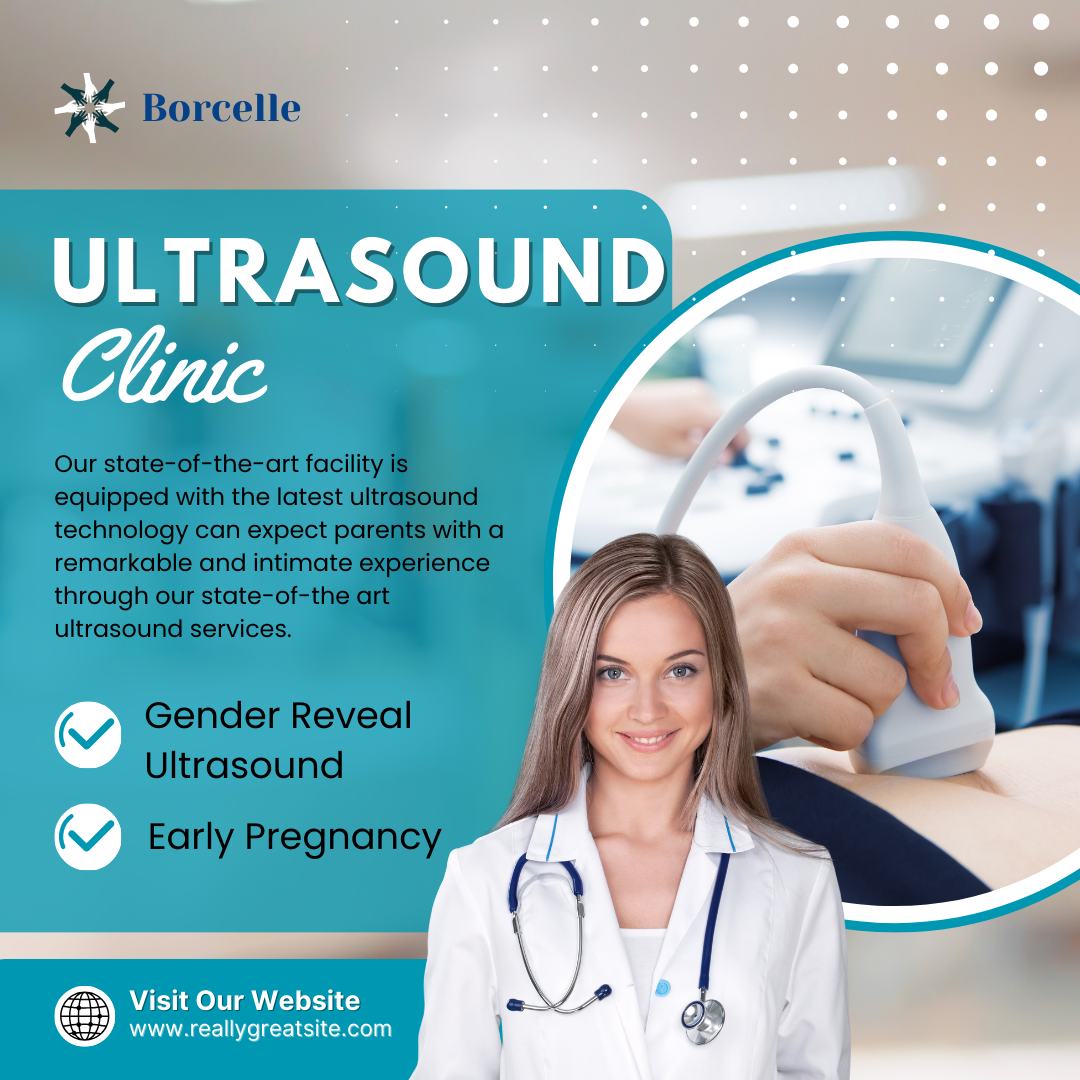 Borcelle
ULTRASOUND
Clinic
Our state-of-the-art facility is
equipped with the latest ultrasound
technology can expect parents with a
remarkable and intimate experience
through our state-of-the art
ultrasound services.
Gender Reveal
Ultrasound
Early Pregnancy
Visit Our Website
www.reallygreatsite.com